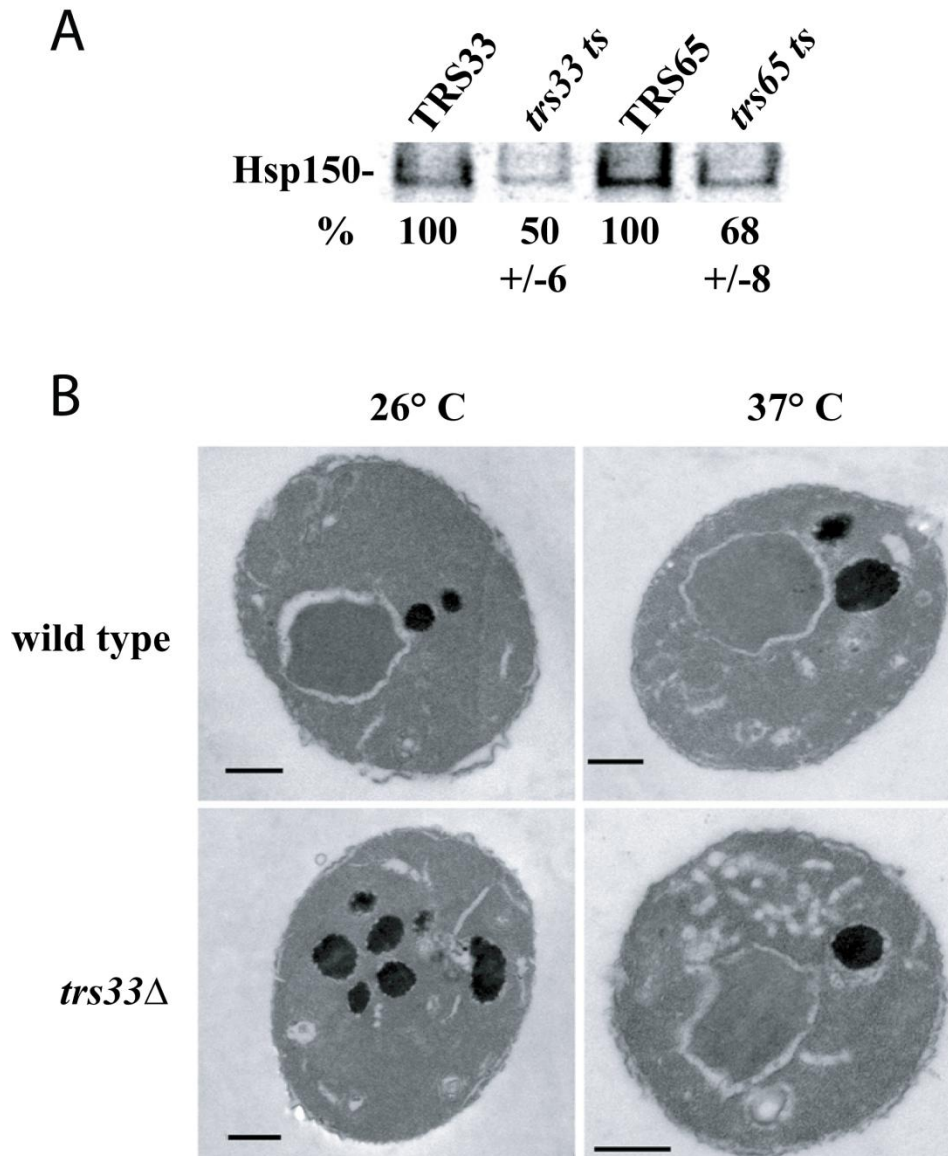 A
TRS33 trs33 ts TRS65 trs65 ts
Hsp150-
% 100 50 100 68
+/-6 +/-8
B
26° C 37° C
wild type
trs33Δ